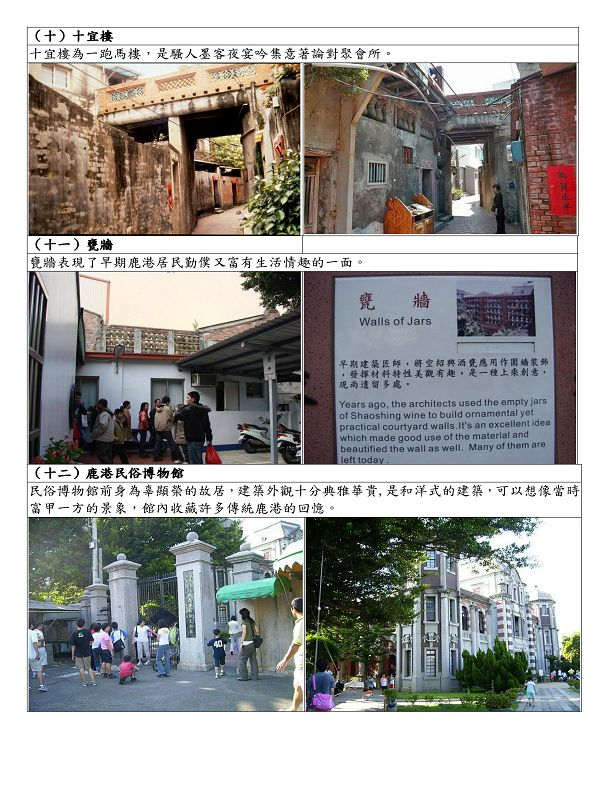 （十）十宜樓
十宜樓為一跑馬樓，是騷人墨客夜宴吟集意著論對聚會所。
（十一）甕牆
甕牆表現了早期鹿港居民勤僕又富有生活情趣的一面。
甕 牆
Walls of Jars
早期建築匠師，將空紹興酒甕應用作圍牆裝飾
，發揮材料特性美觀有趣，是一種上乘創意，
現尚遺留多處。
Years ago, the architects used the empty jars
of Shaoshing wine to build ornamental yet
practical courtyard walls.It's an excellent idea
which made good use of the material and
beautified the wall as well. Many of them are
left today .
（十二）鹿港民俗博物館
民俗博物館前身為辜顯榮的故居，建築外觀十分典雅華貴，是和洋式的建築，可以想像當時
富甲一方的景象，館內收藏許多傳統鹿港的回憶。
40